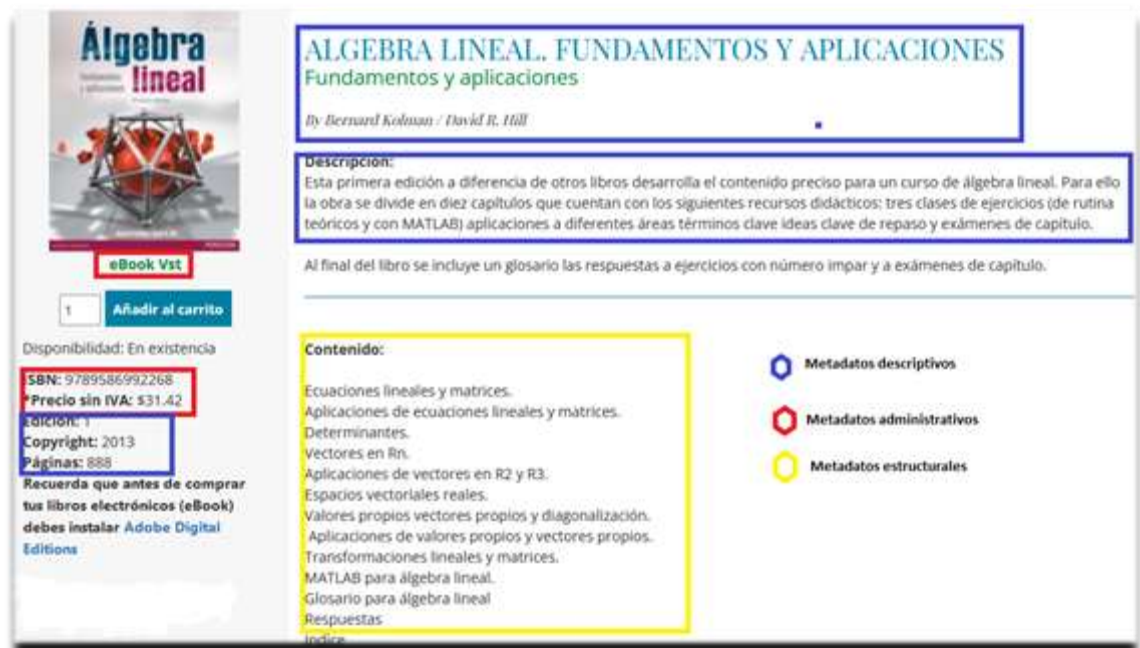 Álgebra
lineal
eBook Vst
1
Añadir al carrito
Disponibilidad: En existencia
ISBN: 9789586992268
*Precio sin IVA: $31.42
Edición: 1
Copyright: 2013
Páginas: 888
Recuerda que antes de comprar
tus libros electrónicos (eBook)
debes instalar Adobe Digital
Editions
ALGEBRA LINEAL. FUNDAMENTOS Y APLICACIONES
Fundamentos y aplicaciones
By Bernard Kolman / David R. Hill
Descripción:
Esta primera edición a diferencia de otros libros desarrolla el contenido preciso para un curso de álgebra lineal. Para ello
la obra se divide en diez capítulos que cuentan con los siguientes recursos didácticos: tres clases de ejercicios (de rutina
teóricos y con MATLAB) aplicaciones a diferentes áreas términos clave ideas clave de repaso y exámenes de capítulo.
Al final del libro se incluye un glosario las respuestas a ejercicios con número impar y a exámenes de capítulo.
Contenido:
Ecuaciones lineales y matrices.
Aplicaciones de ecuaciones lineales y matrices.
Determinantes.
Vectores en Rn.
Aplicaciones de vectores en R2 y R3.
Espacios vectoriales reales.
Valores propios vectores propios y diagonalización.
Aplicaciones de valores propios y vectores propios.
Transformaciones lineales y matrices.
MATLAB para álgebra lineal.
Glosario para álgebra lineal
Respuestas
Indice
Metadatos descriptivos
Metadatos administrativos
Metadatos estructurales